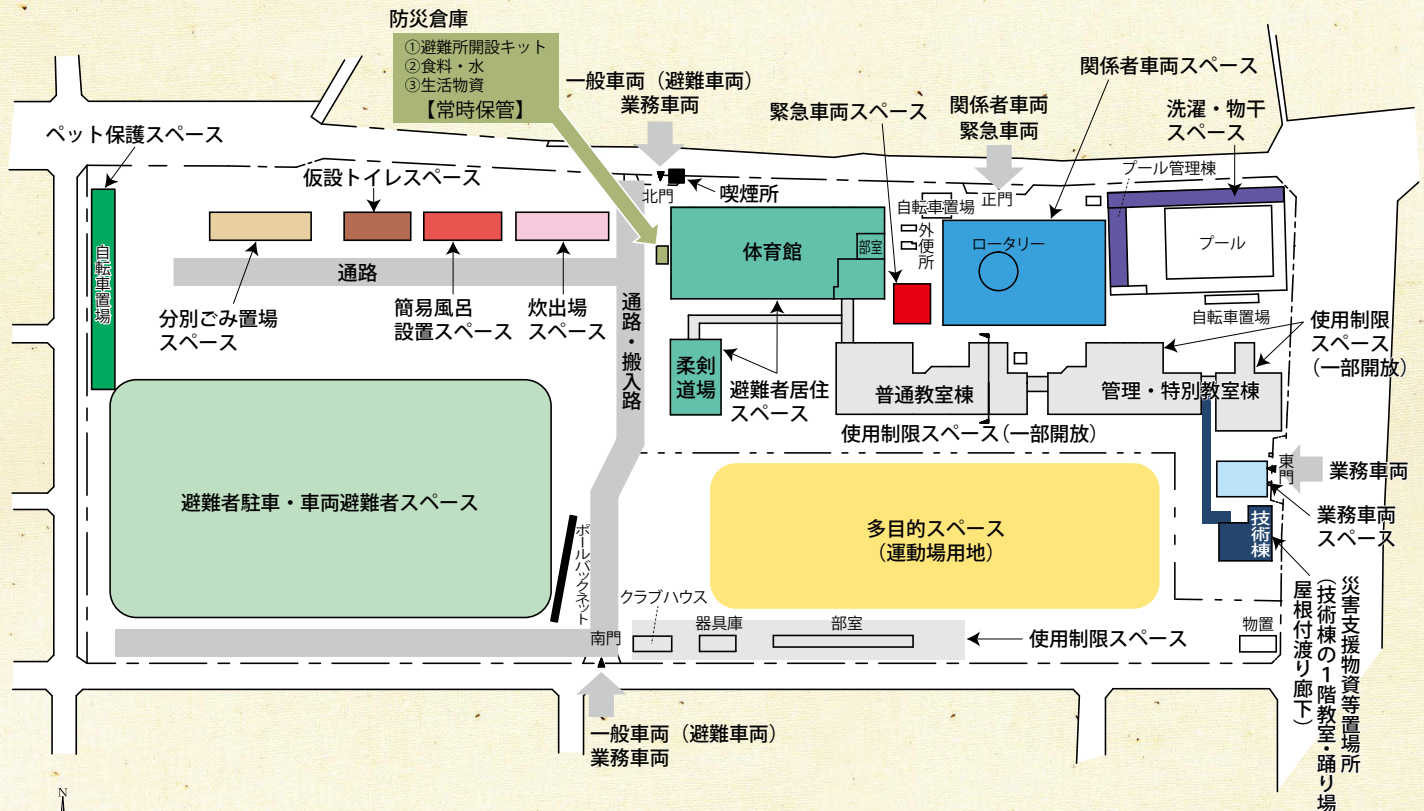 防災倉庫
①避難所開設キット
②食料・水
③生活物資
【常時保管】
一般車両（避難車両）
業務車両
緊急車両スペース
関係者車両
緊急車両
関係者車両スペース
洗濯・物干
スペース
プール管理棟
ペット保護スペース
仮設トイレスペース
北門
喫煙所
自転車置場
正門
外便所
ロータリー
プール
体育館
部室
自転車置場
自転車置場
通路
分別ごみ置場
スペース
簡易風呂
設置スペース
炊出場
スペース
通路・搬入路
柔剣
道場
避難者居住
スペース
普通教室棟
管理・特別教室棟
使用制限
スペース
（一部開放）
使用制限スペース（一部開放）
避難者駐車・車両避難者スペース
ボールバックネット
多目的スペース
（運動場用地）
東門
業務車両
業務車両
スペース
技術棟
災害支援物資等置場所
（技術棟の1階教室・踊り場
屋根付渡り廊下）
クラブハウス
器具庫
部室
使用制限スペース
物置
南門
一般車両（避難車両）
業務車両
N